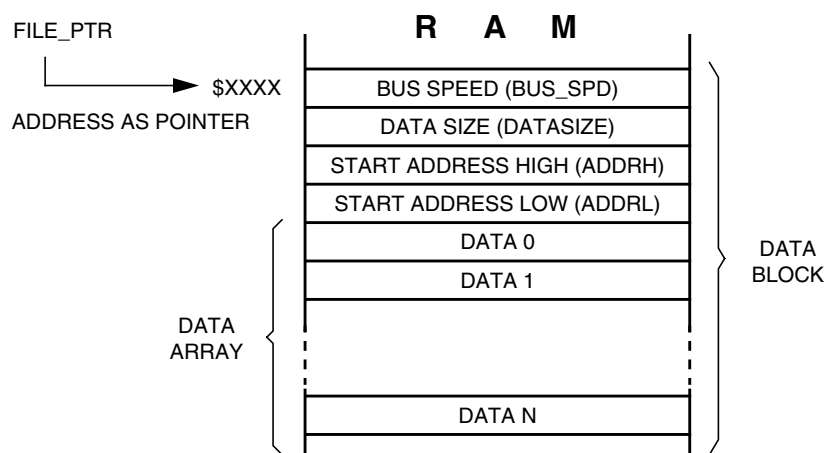 R A M
FILE_PTR
$XXXX
ADDRESS AS POINTER
BUS SPEED (BUS_SPD)
DATA SIZE (DATASIZE)
START ADDRESS HIGH (ADDRH)
START ADDRESS LOW (ADDRL)
DATA 0
DATA 1
DATA N
DATA
ARRAY
DATA
BLOCK